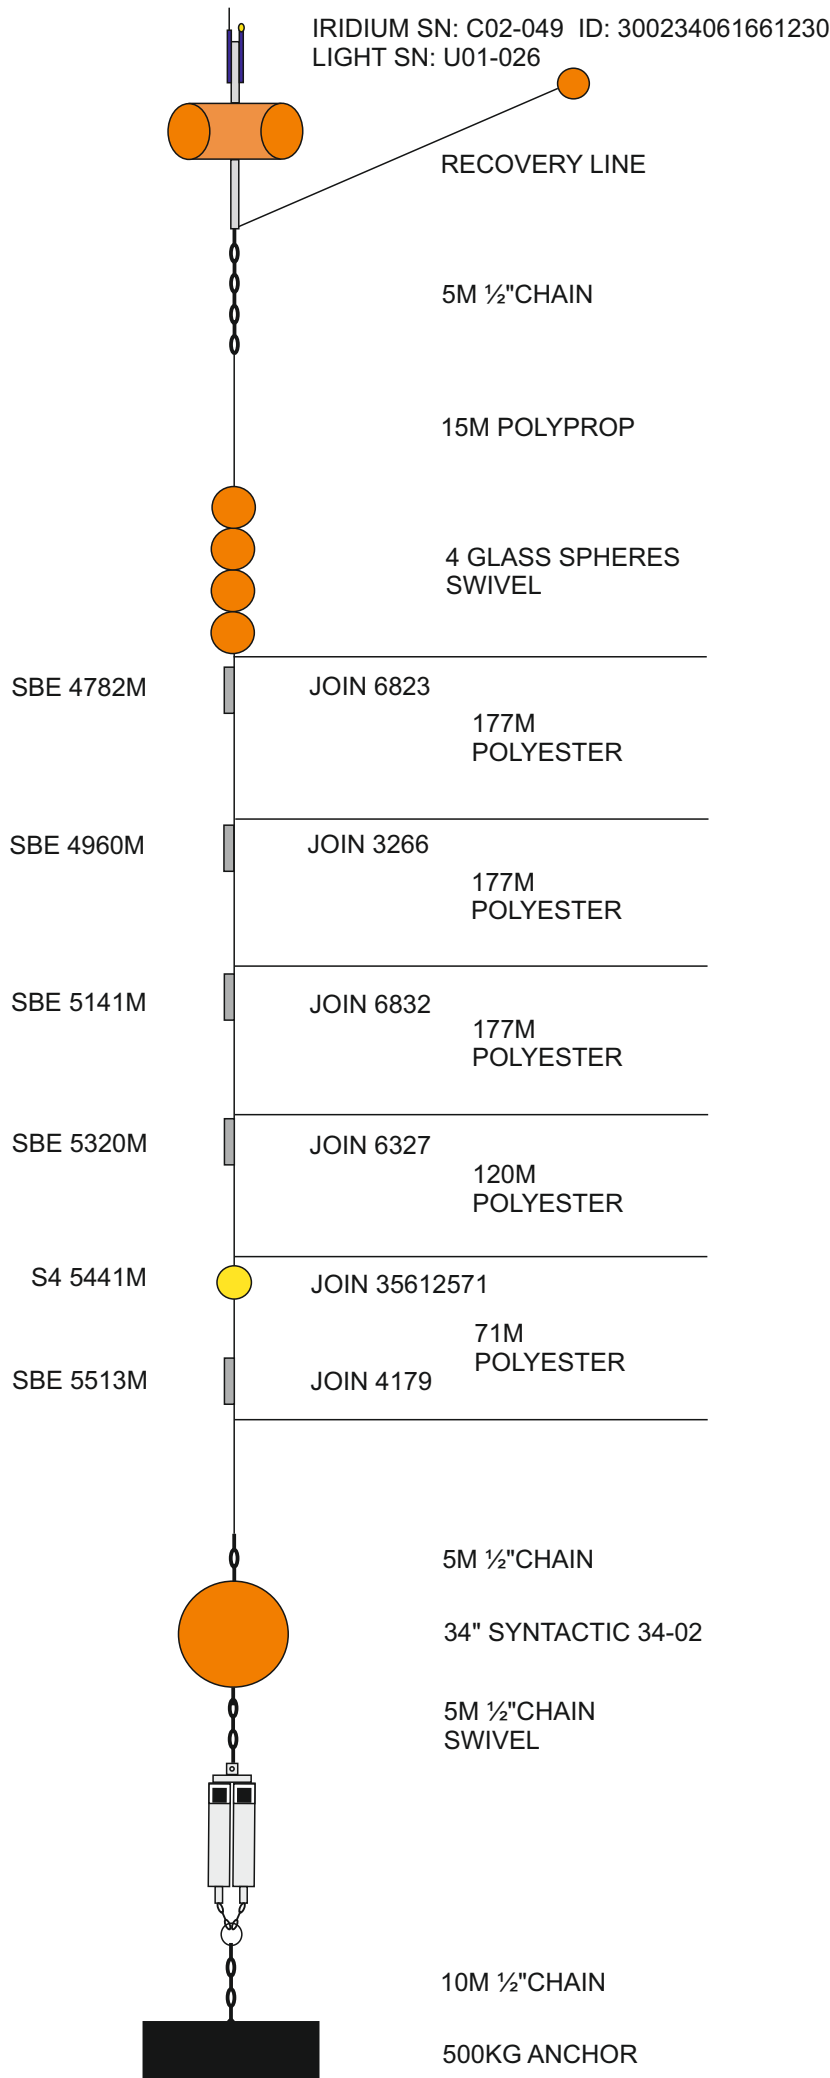 IRIDIUM SN: C02-049  ID: 300234061661230
LIGHT SN: U01-026
RECOVERY LINE
5M ½"CHAIN
15M POLYPROP
4 GLASS SPHERES
SWIVEL
SBE 4782M
JOIN 6823
177M
POLYESTER
SBE 4960M
JOIN 3266
177M
POLYESTER
SBE 5141M
JOIN 6832
177M
POLYESTER
SBE 5320M
JOIN 6327
120M
POLYESTER
S4 5441M
JOIN 35612571
71M
POLYESTER
SBE 5513M
JOIN 4179
5M ½"CHAIN
34" SYNTACTIC 34-02
5M ½"CHAIN
SWIVEL
10M ½"CHAIN
500KG ANCHOR